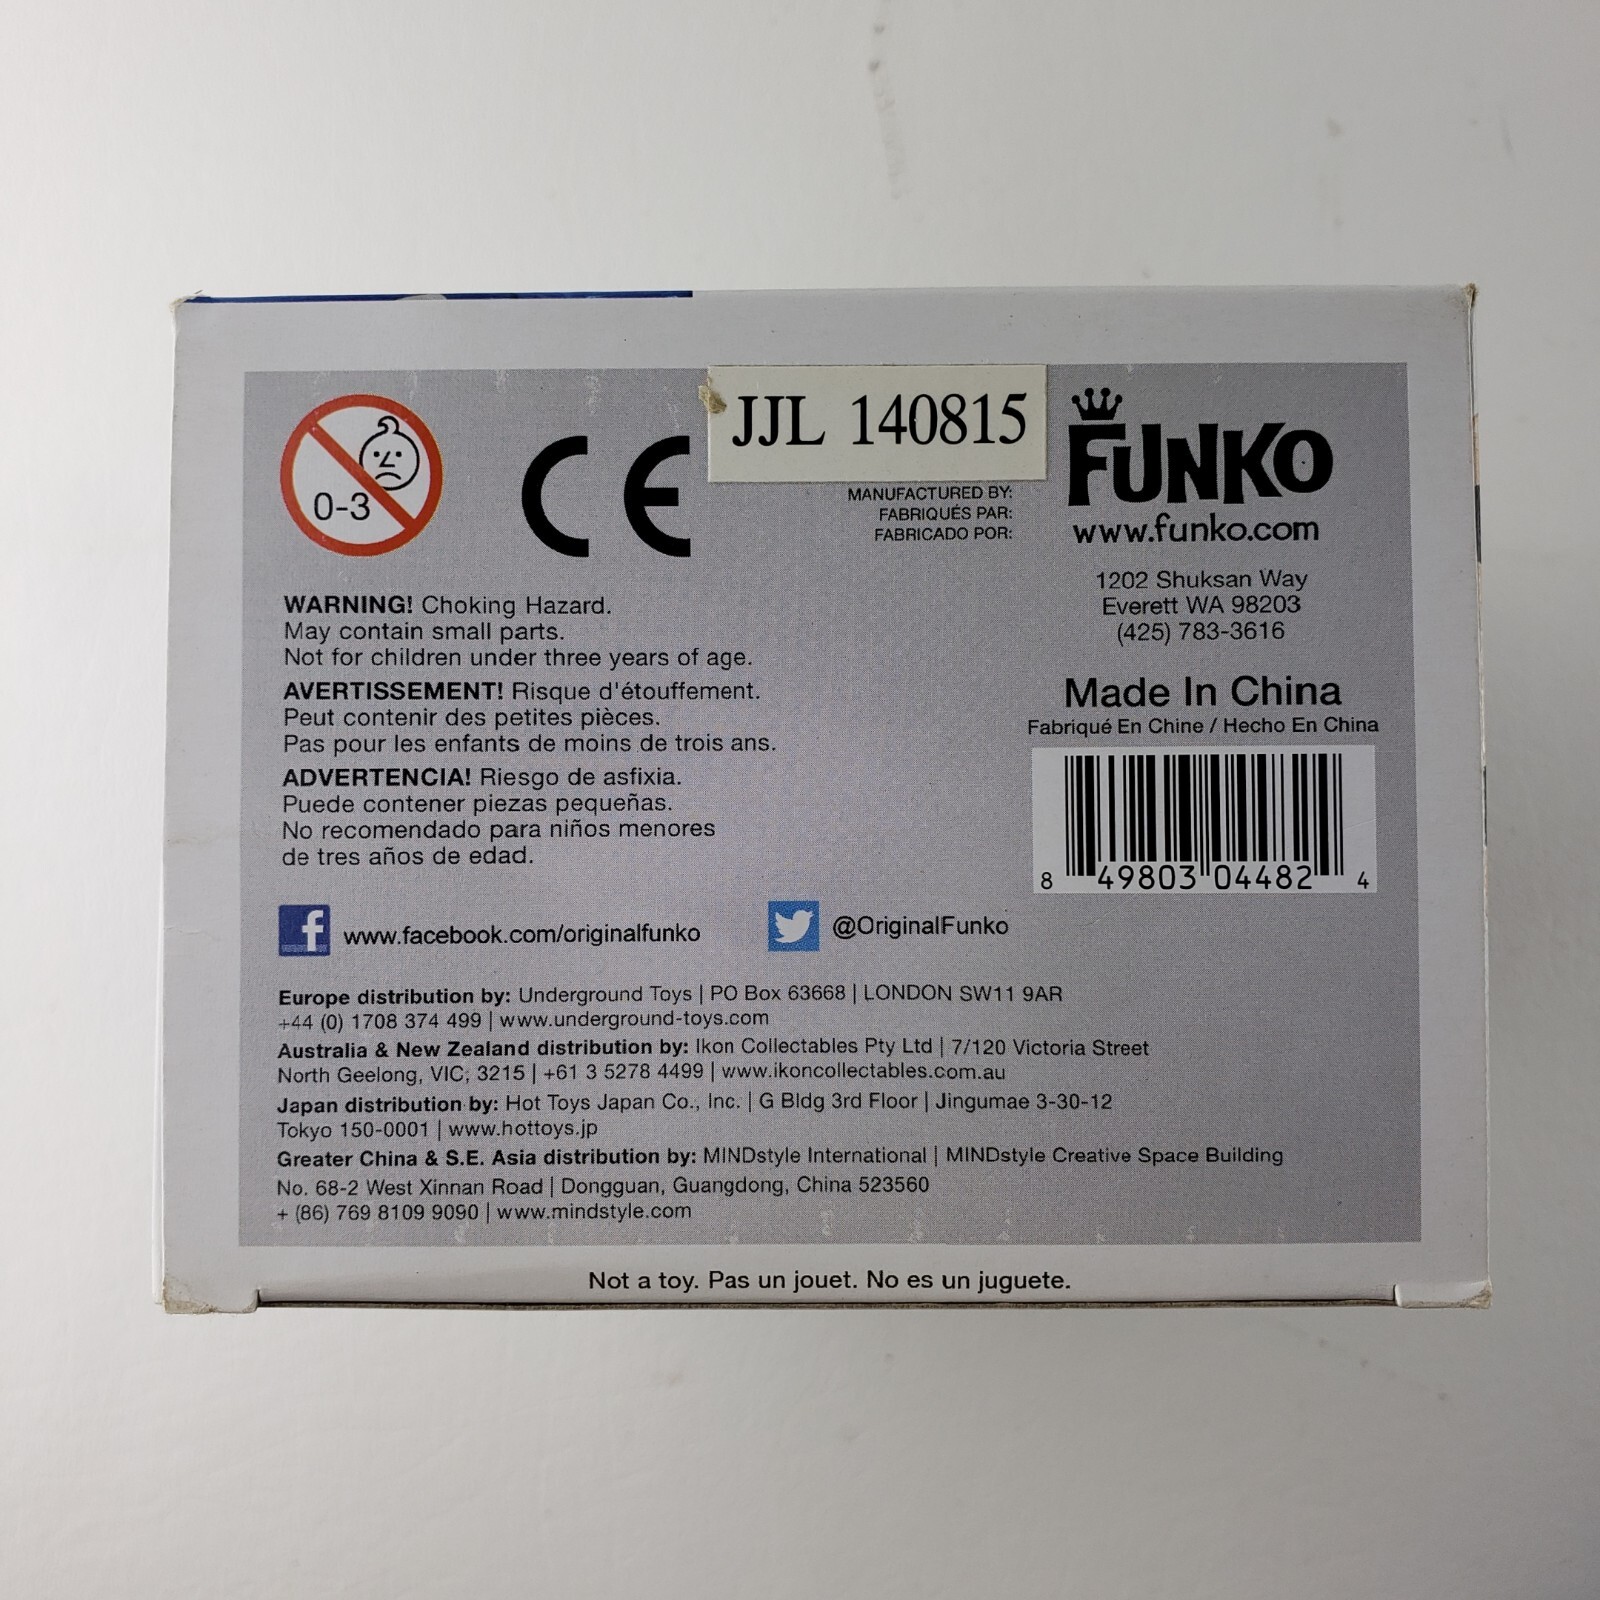 0-3
CE
JJL 140815
MANUFACTURED BY:
FABRIQUÉS PAR:
FABRICADO POR:
FUNKO
www.funko.com
1202 Shuksan Way
Everett WA 98203
(425) 783-3616
Made In China
Fabriqué En Chine / Hecho En China
8 49803 04482 4
WARNING! Choking Hazard.
May contain small parts.
Not for children under three years of age.
AVERTISSEMENT! Risque d'étouffement.
Peut contenir des petites pièces.
Pas pour les enfants de moins de trois ans.
ADVERTENCIA! Riesgo de asfixia.
Puede contener piezas pequeñas.
No recomendado para niños menores
de tres años de edad.
f www.facebook.com/originalfunko
@OriginalFunko
Europe distribution by: Underground Toys | PO Box 63668 | LONDON SW11 9AR
+44 (0) 1708 374 499 | www.underground-toys.com
Australia & New Zealand distribution by: Ikon Collectables Pty Ltd | 7/120 Victoria Street
North Geelong, VIC, 3215 | +61 3 5278 4499 | www.ikoncollectables.com.au
Japan distribution by: Hot Toys Japan Co., Inc. | G Bldg 3rd Floor | Jingumae 3-30-12
Tokyo 150-0001 | www.hottoys.jp
Greater China & S.E. Asia distribution by: MINDstyle International | MINDstyle Creative Space Building
No. 68-2 West Xinnan Road | Dongguan, Guangdong, China 523560
+ (86) 769 8109 9090 | www.mindstyle.com
Not a toy. Pas un jouet. No es un juguete.